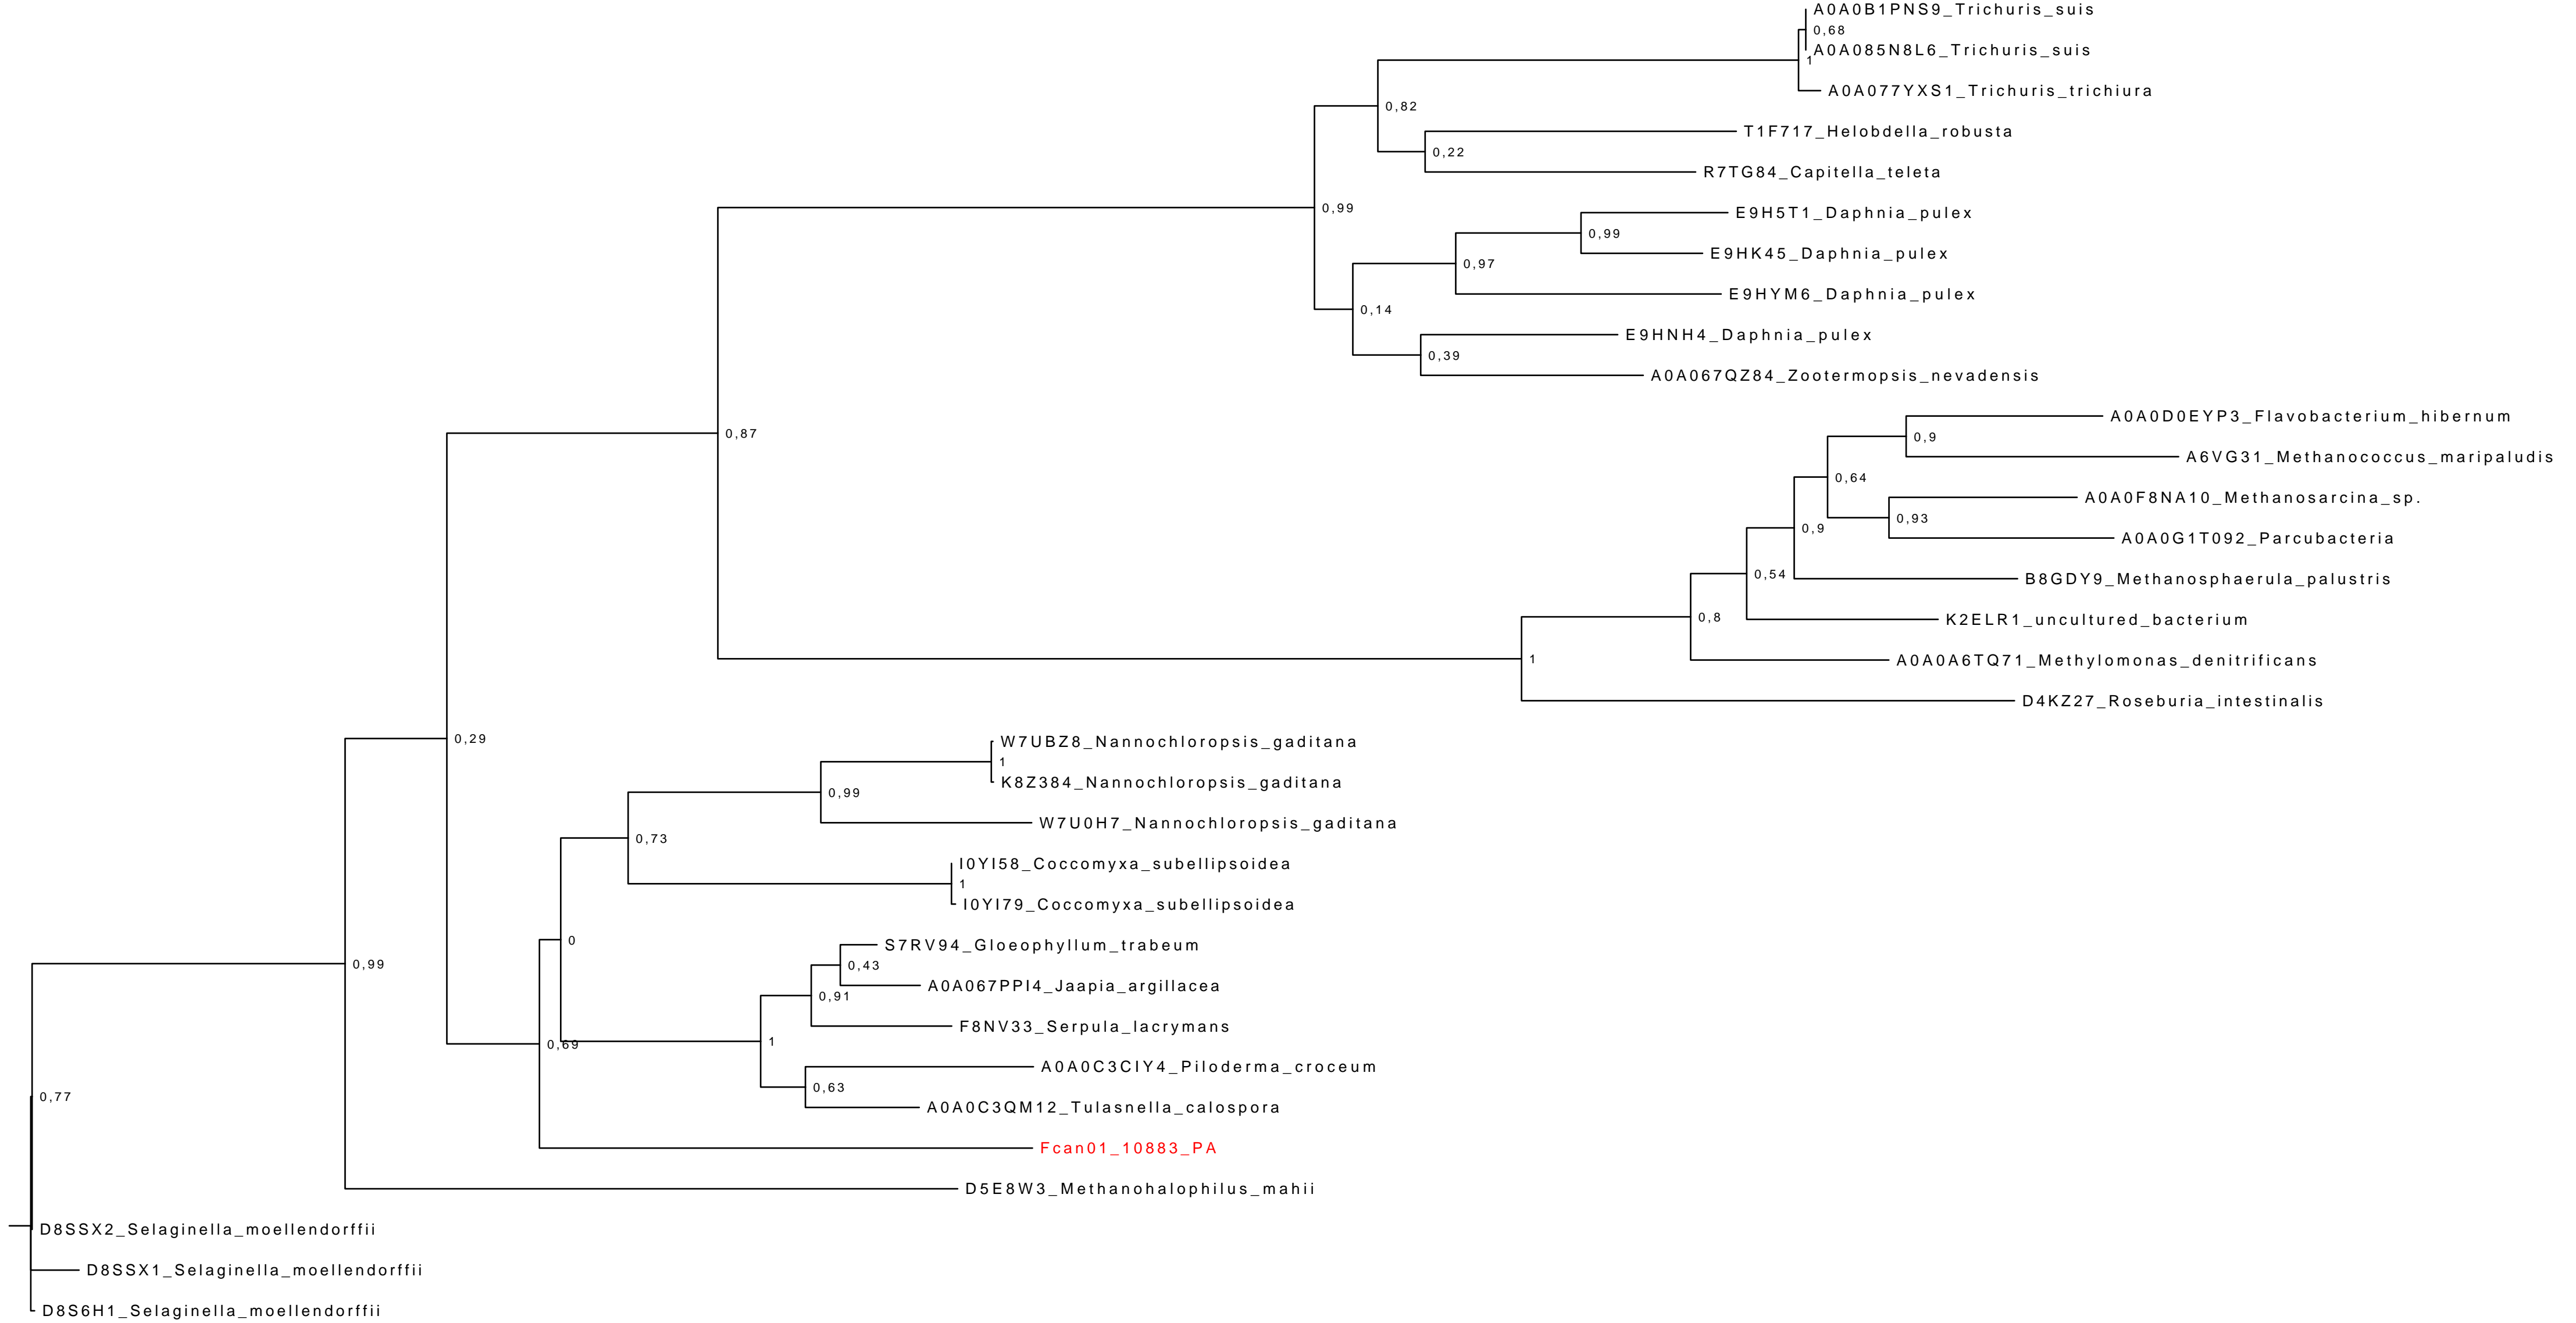 A0A0B1PNS9_Trichuris_suis
0,68
A0A085N8L6_Trichuris_suis
1
A0A077YXS1_Trichuris_trichiura
0,82
T1F717_Helobdella_robusta
0,22
R7TG84_Capitella_teleta
0,99
E9H5T1_Daphnia_pulex
0,99
E9HK45_Daphnia_pulex
0,97
E9HYM6_Daphnia_pulex
0,14
E9HNH4_Daphnia_pulex
0,39
A0A067QZ84_Zootermopsis_nevadensis
A0A0D0EYP3_Flavobacterium_hibernum
0,87
0,9
A6VG31_Methanococcus_maripaludis
0,64
A0A0F8NA10_Methanosarcina_sp.
0,93
0,9
A0A0G1T092_Parcubacteria
0,54
B8GDY9_Methanosphaerula_palustris
0,8
K2ELR1_uncultured_bacterium
1
A0A0A6TQ71_Methylomonas_denitrificans
D4KZ27_Roseburia_intestinalis
0,29
W7UBZ8_Nannochloropsis_gaditana
1
K8Z384_Nannochloropsis_gaditana
0,99
W7U0H7_Nannochloropsis_gaditana
0,73
I0YI58_Coccomyxa_subellipsoidea
1
I0YI79_Coccomyxa_subellipsoidea
0
S7RV94_Gloeophyllum_trabeum
0,99
0,43
A0A067PPI4_Jaapia_argillacea
0,91
F8NV33_Serpula_lacrymans
0,69
1
A0A0C3CIY4_Piloderma_croceum
0,63
0,77
A0A0C3QM12_Tulasnella_calospora
Fcan01_10883_PA
D5E8W3_Methanohalophilus_mahii
D8SSX2_Selaginella_moellendorffii
D8SSX1_Selaginella_moellendorffii
D8S6H1_Selaginella_moellendorffii